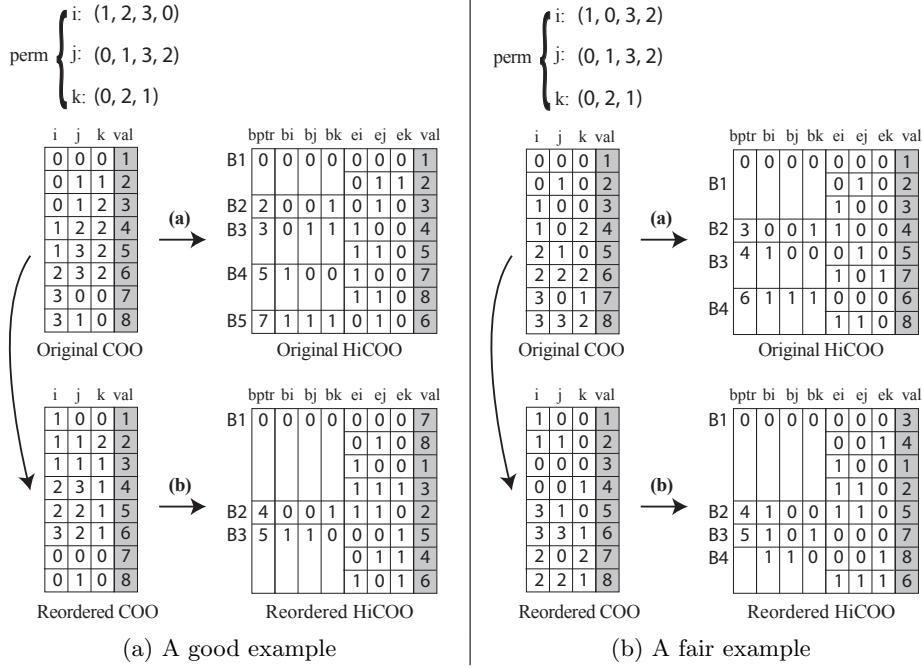 i: (1, 2, 3, 0)
perm j: (0, 1, 3, 2)
k: (0, 2, 1)
i j k val
0 0 0 1
0 1 1 2
0 1 2 3
1 2 2 4
1 3 2 5
2 3 2 6
3 0 0 7
3 1 0 8
Original COO
(a)
bptr bi bj bk ei ej ek val
B1 0 0 0 0 0 0 0 1
0 1 1 2
B2 2 0 0 1 0 1 0 3
B3 3 0 1 1 1 0 0 4
1 1 0 5
B4 5 1 0 0 1 0 0 7
1 1 0 8
B5 7 1 1 1 0 1 0 6
Original HiCOO
i j k val
1 0 0 1
1 1 2 2
1 1 1 3
2 3 1 4
2 2 1 5
3 2 1 6
0 0 0 7
0 1 0 8
Reordered COO
(b)
bptr bi bj bk ei ej ek val
B1 0 0 0 0 0 0 0 7
0 1 0 8
1 0 0 1
1 1 1 3
B2 4 0 0 1 1 1 0 2
B3 5 1 1 0 0 0 1 5
0 1 1 4
1 0 1 6
Reordered HiCOO
(a) A good example
i: (1, 0, 3, 2)
perm j: (0, 1, 3, 2)
k: (0, 2, 1)
i j k val
0 0 0 1
0 1 0 2
1 0 0 3
1 0 2 4
2 1 0 5
2 2 2 6
3 0 1 7
3 3 2 8
Original COO
(a)
bptr bi bj bk ei ej ek val
0 0 0 0 0 0 0 1
B1 0 1 0 2
1 0 0 3
B2 3 0 0 1 1 0 0 4
B3 4 1 0 0 0 1 0 5
1 0 1 7
B4 6 1 1 1 0 0 0 6
1 1 0 8
Original HiCOO
i j k val
1 0 0 1
1 1 0 2
0 0 0 3
0 0 1 4
3 1 0 5
3 3 1 6
2 0 2 7
2 2 1 8
Reordered COO
(b)
bptr bi bj bk ei ej ek val
B1 0 0 0 0 0 0 0 3
0 0 1 4
1 0 0 1
1 1 0 2
B2 4 1 0 0 1 1 0 5
B3 5 1 0 1 0 0 0 7
B4 1 1 0 0 0 1 8
1 1 1 6
Reordered HiCOO
(b) A fair example